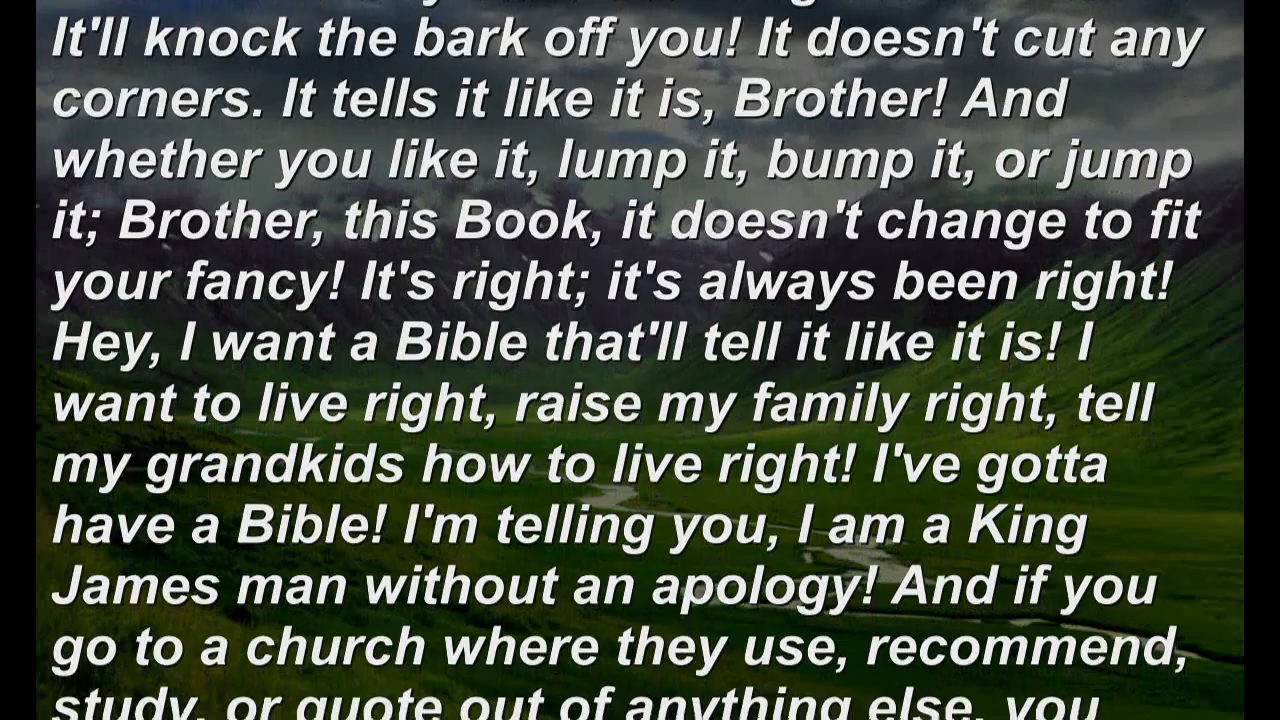 It'll knock the bark off you! It doesn't cut any
corners. It tells it like it is, Brother! And
whether you like it, lump it, bump it, or jump
it; Brother, this Book, it doesn't change to fit
your fancy! It's right; it's always been right!
Hey, I want a Bible that'll tell it like it is! I
want to live right, raise my family right, tell
my grandkids how to live right! I've gotta
have a Bible! I'm telling you, I am a King
James man without an apology! And if you
go to a church where they use, recommend,
study, or quote out of anything else, you